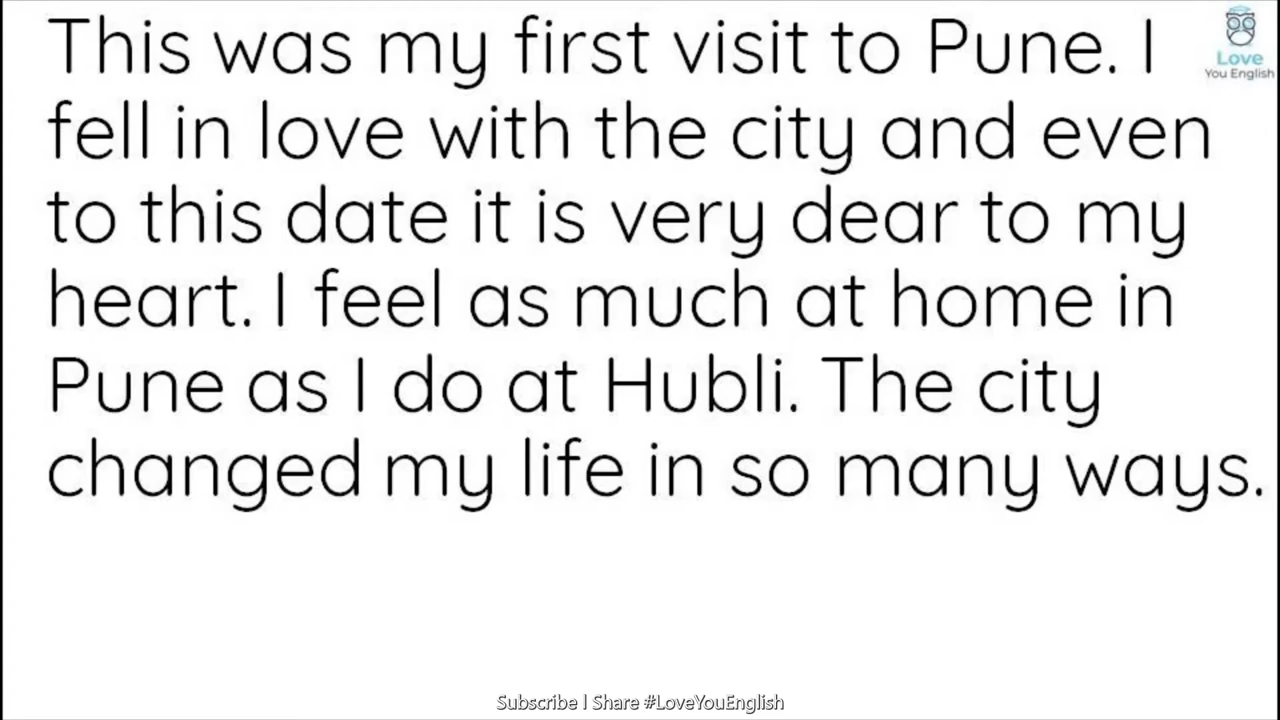 This was my first visit to Pune. I
fell in love with the city and even
to this date it is very dear to my
heart. I feel as much at home in
Pune as I do at Hubli. The city
changed my life in so many ways.
Love
You English
Subscribe | Share #LoveYouEnglish